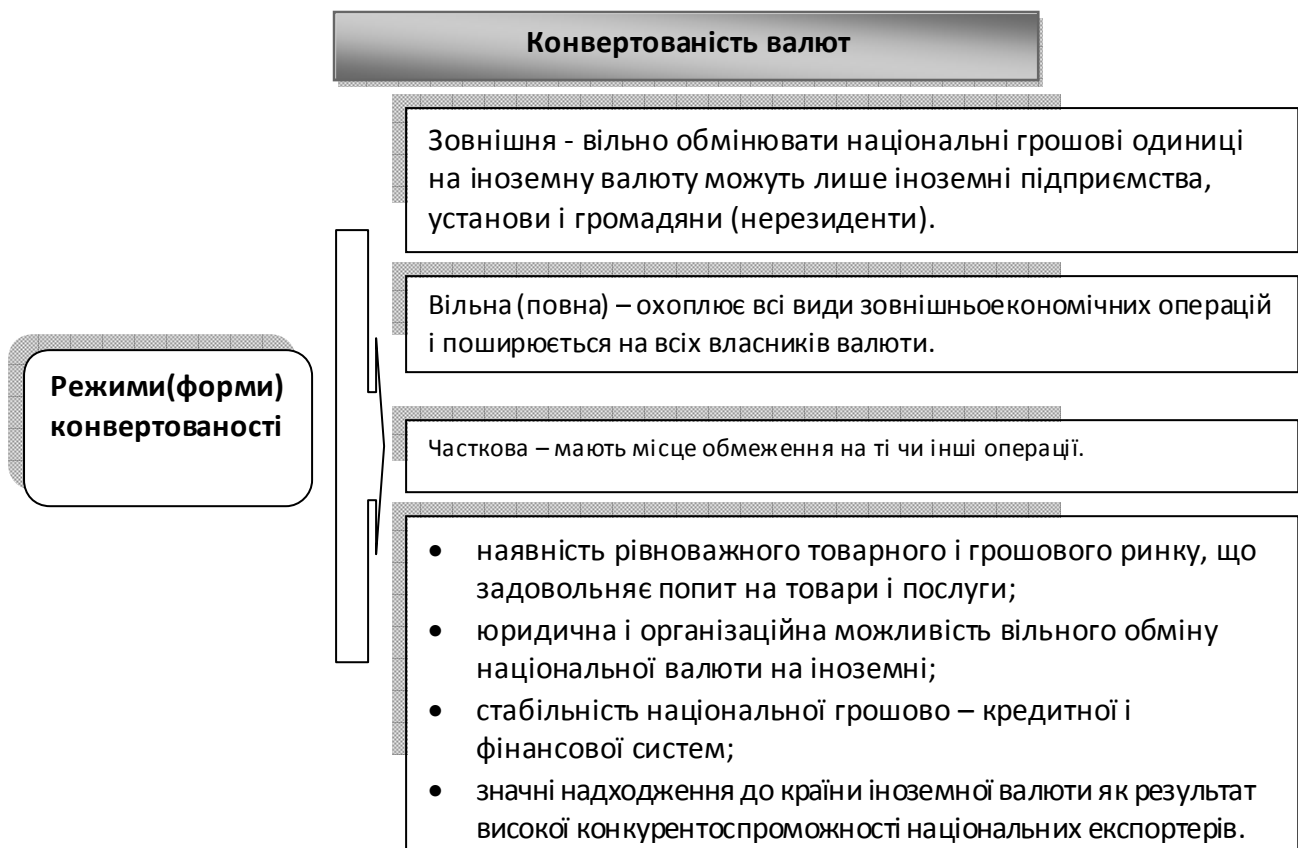 Конвертованість валют
Зовнішня - вільно обмінювати національні грошові одиниці
на іноземну валюту можуть лише іноземні підприємства,
установи і громадяни (нерезиденти).
Вільна (повна) – охоплює всі види зовнішньоекономічних операцій
і поширюється на всіх власників валюти.
Режими(форми)
конвертованості
Часткова – мають місце обмеження на ті чи інші операції.
• наявність рівноважного товарного і грошового ринку, що
задовольняє попит на товари і послуги;
• юридична і організаційна можливість вільного обміну
національної валюти на іноземні;
• стабільність національної грошово – кредитної і
фінансової систем;
• значні надходження до країни іноземної валюти як результат
високої конкурентоспроможності національних експортерів.